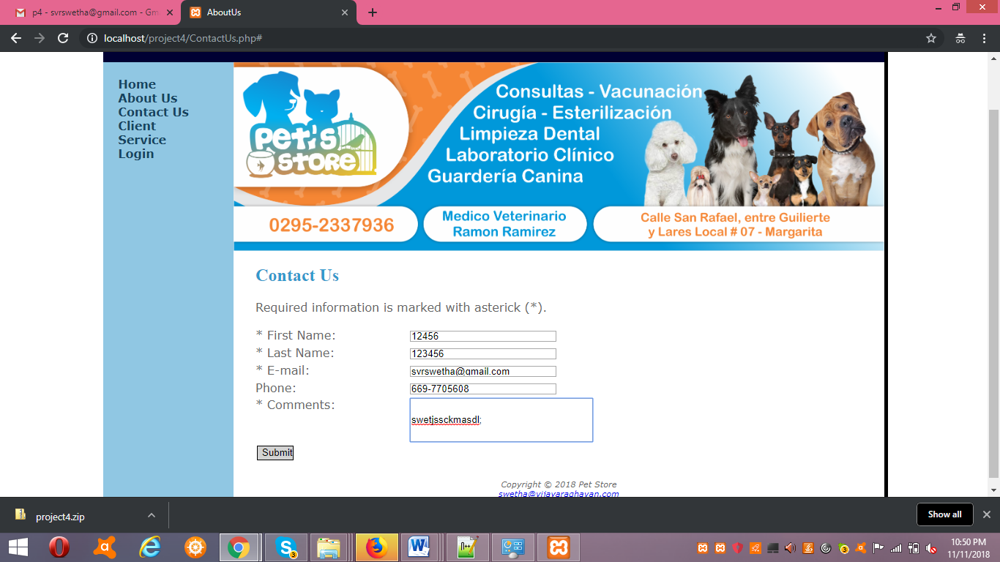 p4 - svrswetha@gmail.com - Gm
AboutUs
localhost/project4/ContactUs.php#
Home
About Us
Contact Us
Client
Service
Login
Pet's
Store
Consultas - Vacunación
Cirugía - Esterilización
Limpieza Dental
Laboratorio Clínico
Guardería Canina
0295-2337936
Medico Veterinario
Ramon Ramirez
Calle San Rafael, entre Guilierte
y Lares Local # 07 - Margarita
Contact Us
Required information is marked with asterick (*).
* First Name: 12456
* Last Name: 123456
* E-mail: svrswetha@gmail.com
Phone: 669-7705608
* Comments: swetjssckmasdl;
Submit
Copyright © 2018 Pet Store
swetha@vijayaraghavan.com
project4.zip
Show all
10:50 PM
11/11/2018